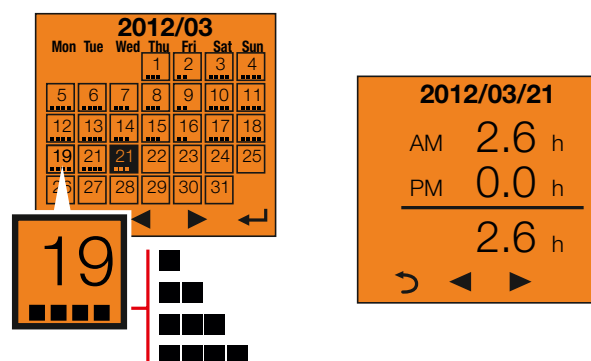 2012/03
Mon Tue Wed Thu Fri Sat Sun
1 2 3 4
5 6 7 8 9 10 11
12 13 14 15 16 17 18
19 21 21 22 23 24 25
26 27 28 29 30 31
19
2012/03/21
AM 2.6 h
PM 0.0 h
2.6 h